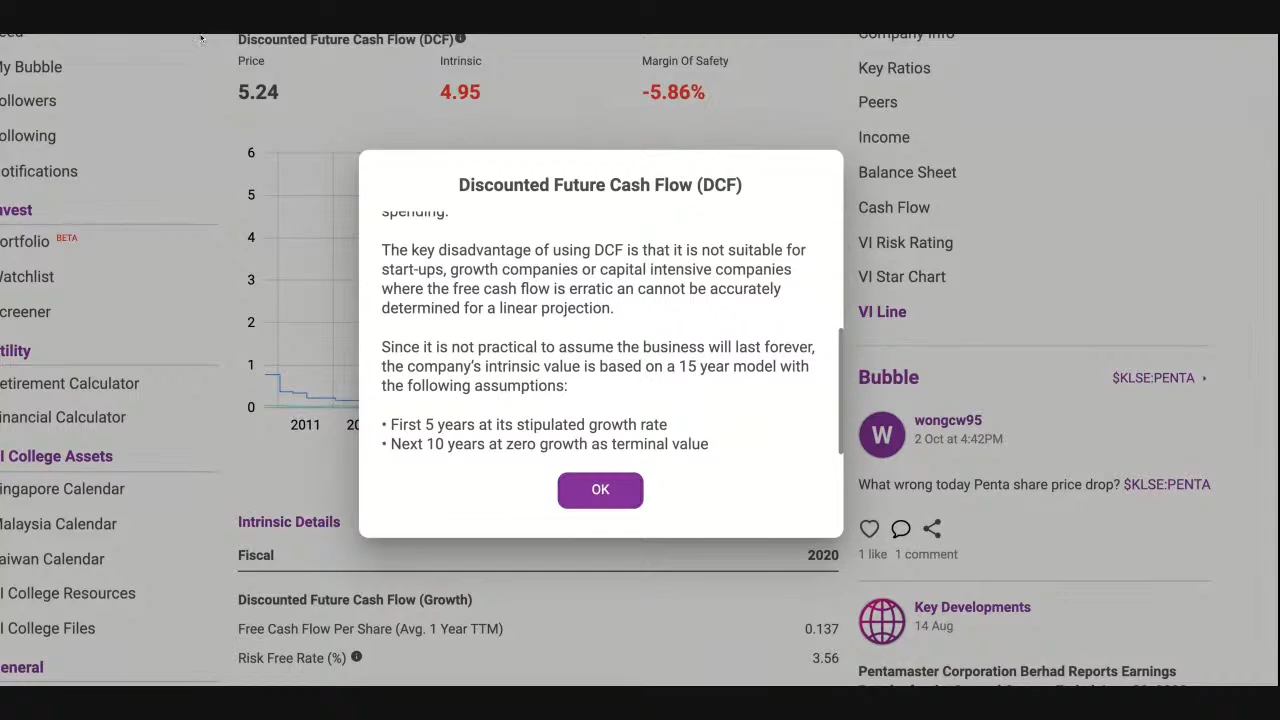 My Bubble
ollowers
ollowing
otifications
nvest
ortfolio BETA
Watchlist
creener
tility
etirement Calculator
inancial Calculator
I College Assets
ingapore Calendar
Malaysia Calendar
aiwan Calendar
I College Resources
I College Files
eneral
Discounted Future Cash Flow (DCF)
Price Intrinsic Margin Of Safety
5.24 4.95 -5.86%
6
5
4
3
2
1
0
2011 20
Discounted Future Cash Flow (DCF)
spending.
The key disadvantage of using DCF is that it is not suitable for
start-ups, growth companies or capital intensive companies
where the free cash flow is erratic an cannot be accurately
determined for a linear projection.
Since it is not practical to assume the business will last forever,
the company's intrinsic value is based on a 15 year model with
the following assumptions:
• First 5 years at its stipulated growth rate
• Next 10 years at zero growth as terminal value
OK
Intrinsic Details
Fiscal 2020
Discounted Future Cash Flow (Growth)
Free Cash Flow Per Share (Avg. 1 Year TTM) 0.137
Risk Free Rate (%) 3.56
Company Info
Key Ratios
Peers
Income
Balance Sheet
Cash Flow
VI Risk Rating
VI Star Chart
VI Line
Bubble $KLSE:PENTA
W wongcw95
2 Oct at 4:42PM
What wrong today Penta share price drop? $KLSE:PENTA
1 like 1 comment
Key Developments
14 Aug
Pentamaster Corporation Berhad Reports Earnings